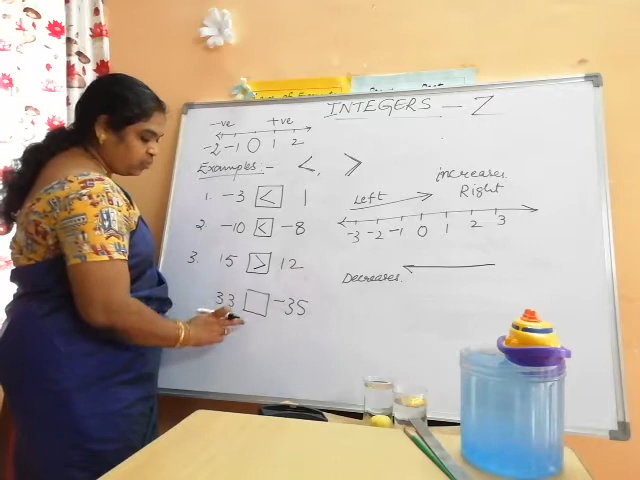 INTEGERS – Z
-ve +ve
-2 -1 0 1 2
Examples:- <, >
1. -3 < 1
2. -10 < -8
3. 15 > 12
33 □ -35
increases
Left Right
-3 -2 -1 0 1 2 3
Decreases